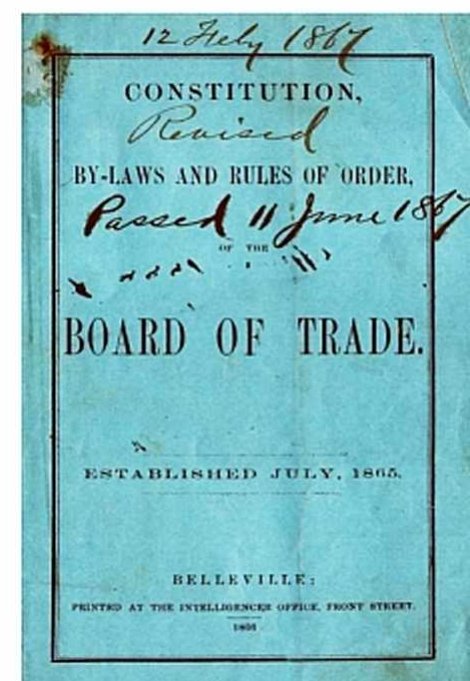 12 Feby 1867
CONSTITUTION,
Revised
BY-LAWS AND RULES OF ORDER,
Passed 11 June 1867
OF THE
BOARD OF TRADE.
ESTABLISHED JULY, 1865.
BELLEVILLE:
PRINTED AT THE INTELLIGENCER OFFICE, FRONT STREET.
1866